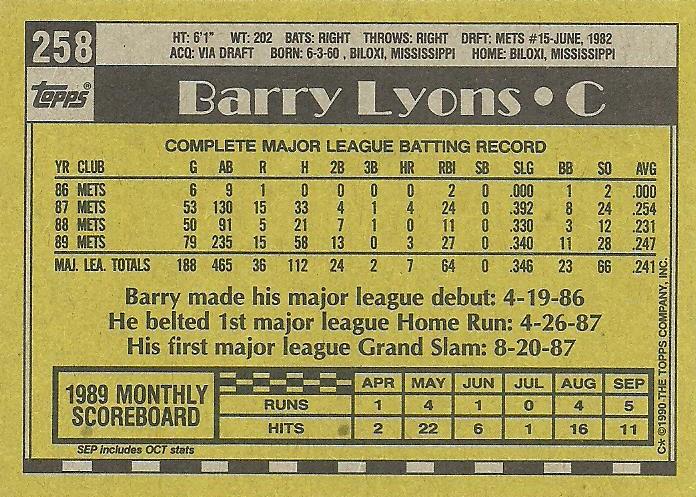 258
HT: 6'1" WT: 202 BATS: RIGHT THROWS: RIGHT DRFT: METS #15-JUNE, 1982
ACQ: VIA DRAFT BORN: 6-3-60 , BILOXI, MISSISSIPPI HOME: BILOXI, MISSISSIPPI
Topps®
Barry Lyons • C
COMPLETE MAJOR LEAGUE BATTING RECORD
YR CLUB G AB R H 2B 3B HR RBI SB SLG BB SO AVG
86 METS 6 9 1 0 0 0 0 2 0 .000 1 2 .000
87 METS 53 130 15 33 4 1 4 24 0 .392 8 24 .254
88 METS 50 91 5 21 7 1 0 11 0 .330 3 12 .231
89 METS 79 235 15 58 13 0 3 27 0 .340 11 28 .247
MAJ. LEA. TOTALS 188 465 36 112 24 2 7 64 0 .346 23 66 .241
Barry made his major league debut: 4-19-86
He belted 1st major league Home Run: 4-26-87
His first major league Grand Slam: 8-20-87
1989 MONTHLY
SCOREBOARD
APR MAY JUN JUL AUG SEP
RUNS 1 4 1 0 4 5
HITS 2 22 6 1 16 11
SEP includes OCT stats
C* ©1990 THE TOPPS COMPANY, INC.